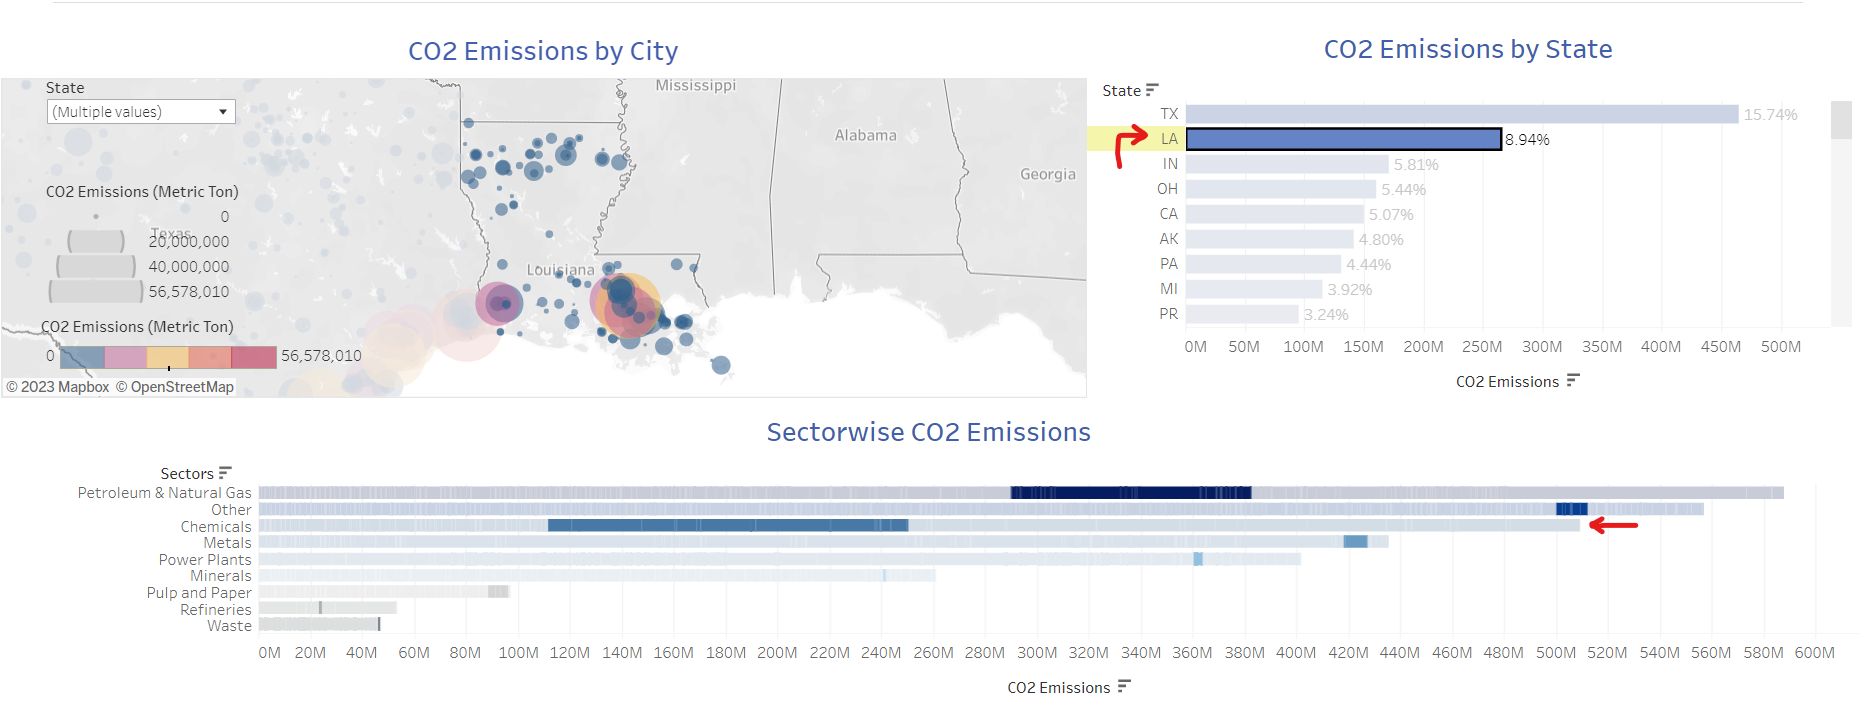 CO2 Emissions by City
State
(Multiple values)
CO2 Emissions (Metric Ton)
0
20,000,000
40,000,000
56,578,010
CO2 Emissions (Metric Ton)
0
56,578,010
© 2023 Mapbox © OpenStreetMap
Texas
Louisiana
Mississippi
Alabama
Georgia
CO2 Emissions by State
State
TX 15.74%
LA 8.94%
IN 5.81%
OH 5.44%
CA 5.07%
AK 4.80%
PA 4.44%
MI 3.92%
PR 3.24%
0M 50M 100M 150M 200M 250M 300M 350M 400M 450M 500M
CO2 Emissions
Sectorwise CO2 Emissions
Sectors
Petroleum & Natural Gas
Other
Chemicals
Metals
Power Plants
Minerals
Pulp and Paper
Refineries
Waste
0M 20M 40M 60M 80M 100M 120M 140M 160M 180M 200M 220M 240M 260M 280M 300M 320M 340M 360M 380M 400M 420M 440M 460M 480M 500M 520M 540M 560M 580M 600M
CO2 Emissions